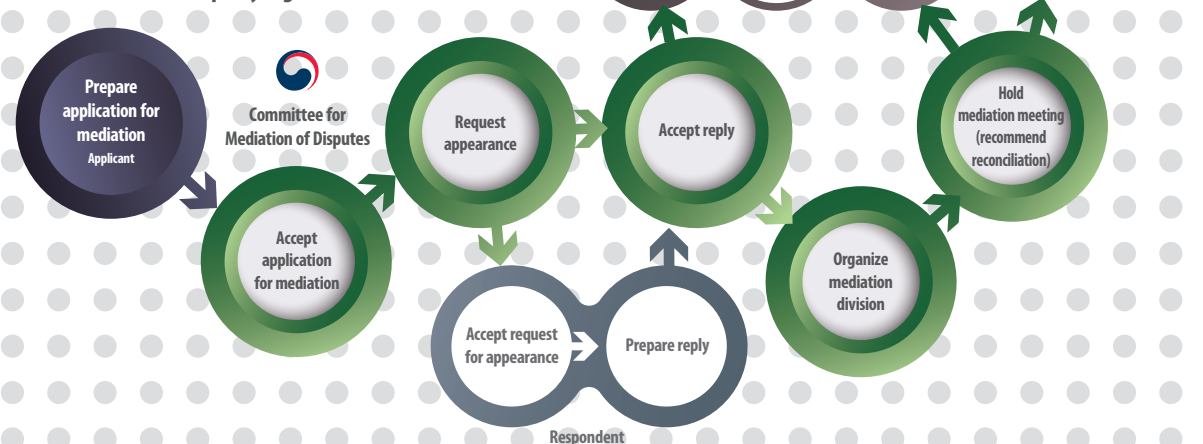 Prepare
application for
mediation
Applicant
Committee for
Mediation of Disputes
Accept
application
for mediation
Request
appearance
Accept reply
Accept request
for appearance
Prepare reply
Respondent
Organize
mediation
division
Hold
mediation meeting
(recommend
reconciliation)